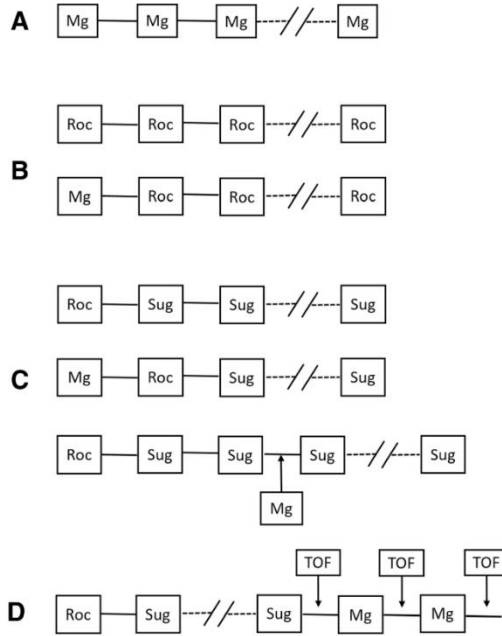 A Mg Mg Mg Mg
Roc Roc Roc Roc
B
Mg Roc Roc Roc
Roc Sug Sug Sug
C Mg Roc Sug Sug
Roc Sug Sug Sug Sug
Mg
TOF TOF TOF
D Roc Sug Sug Mg Mg